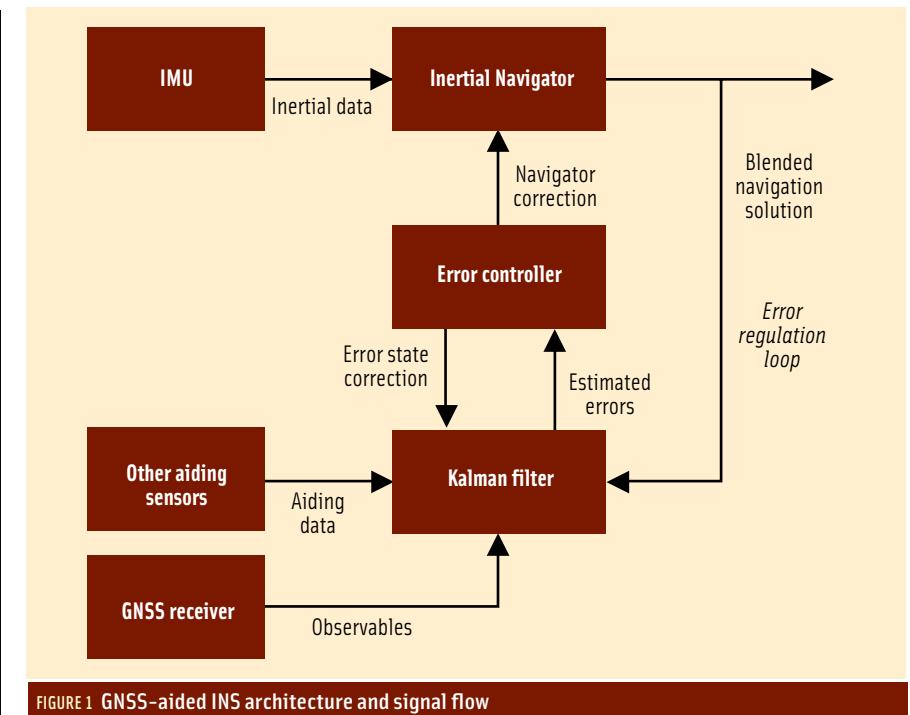 IMU
Inertial Navigator
Inertial data
Navigator
correction
Blended
navigation
solution
Error controller
Error
regulation
loop
Error state
correction
Estimated
errors
Other aiding
sensors
Kalman filter
Aiding
data
GNSS receiver
Observables
FIGURE 1 GNSS-aided INS architecture and signal flow